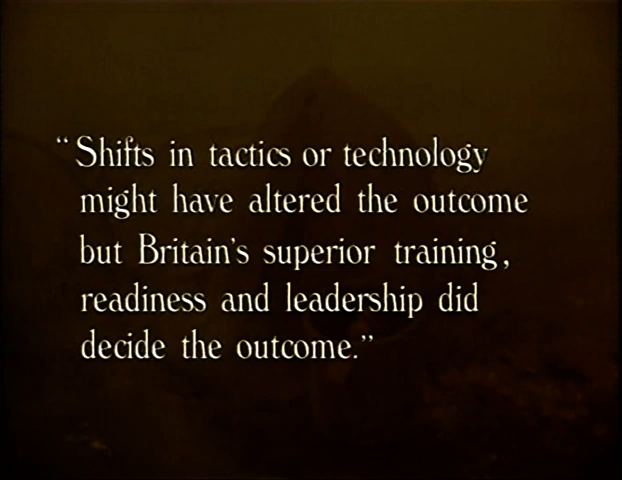 “Shifts in tactics or technology
might have altered the outcome
but Britain’s superior training,
readiness and leadership did
decide the outcome.”